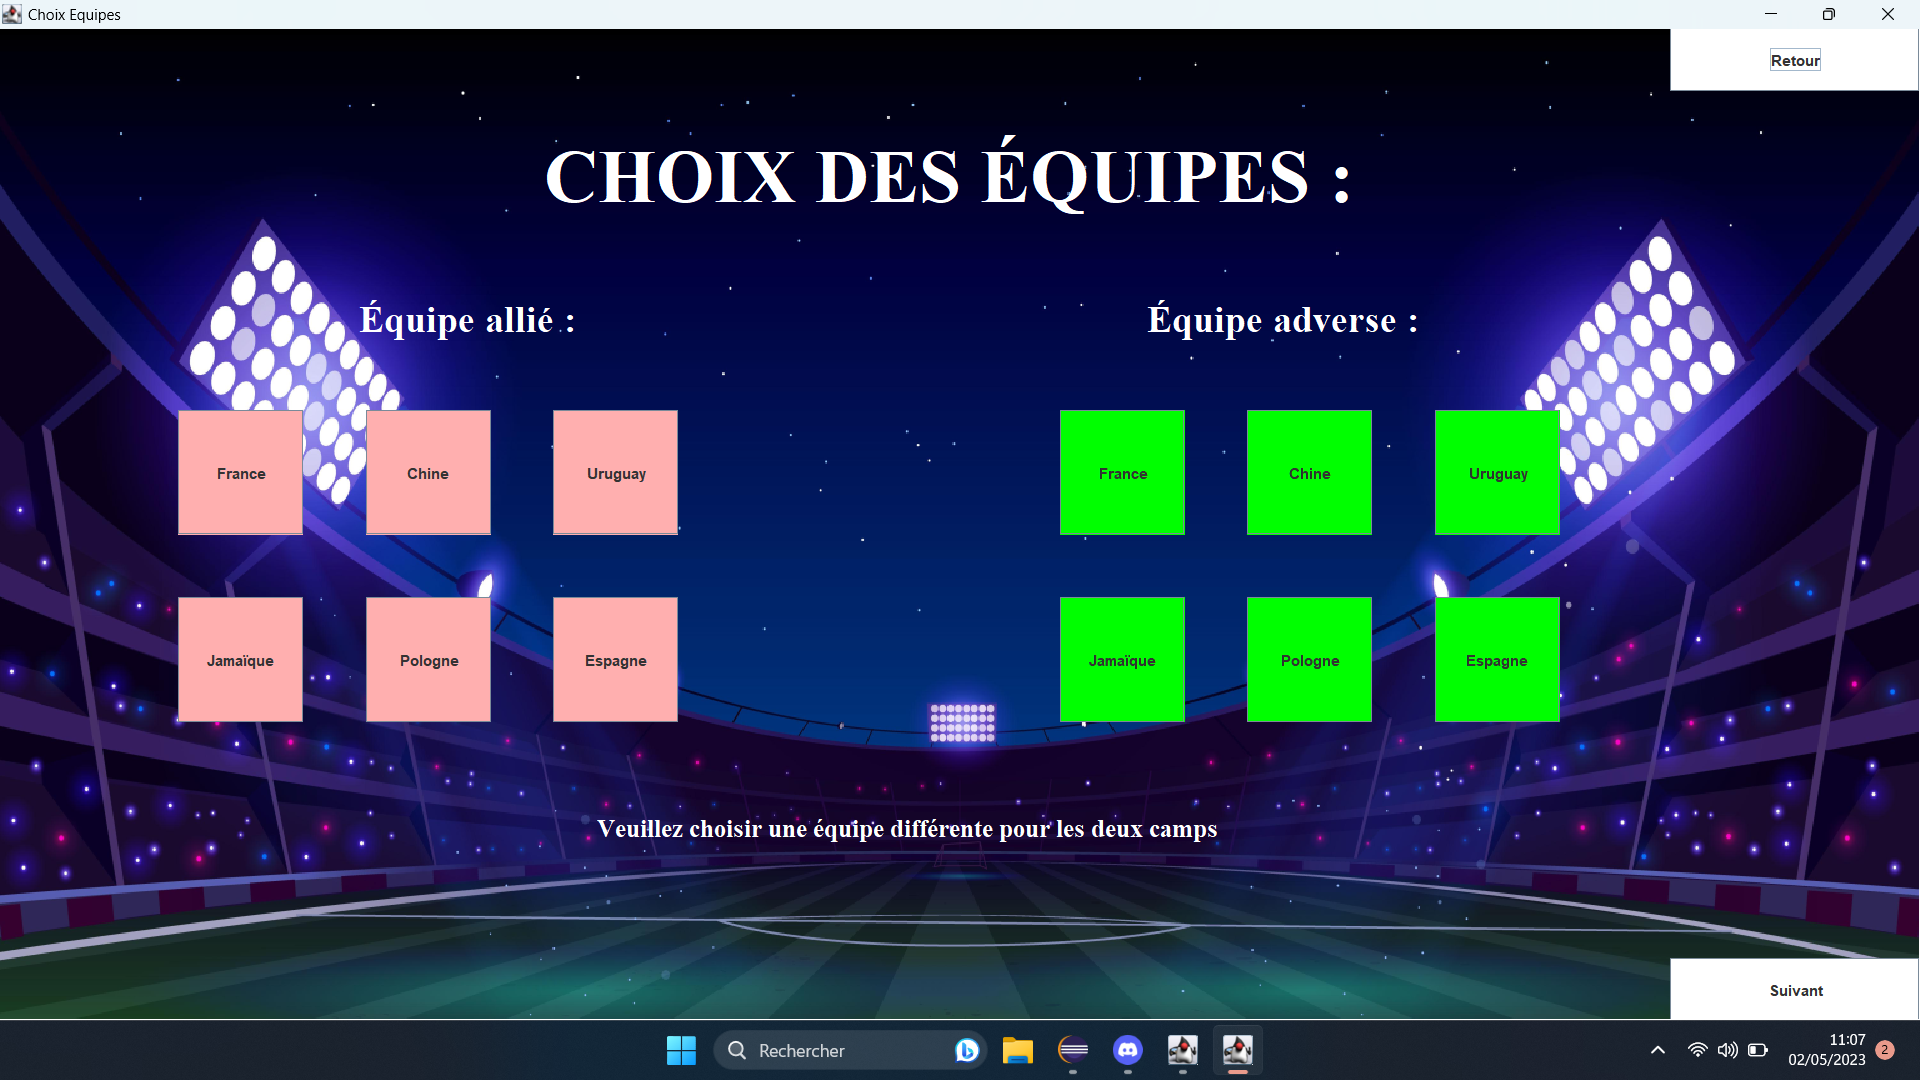 Choix Equipes
Retour
CHOIX DES ÉQUIPES :
Équipe allié :
Équipe adverse :
France
Chine
Uruguay
France
Chine
Uruguay
Jamaïque
Pologne
Espagne
Jamaïque
Pologne
Espagne
Veuillez choisir une équipe différente pour les deux camps
Suivant
Rechercher
11:07
02/05/2023
2